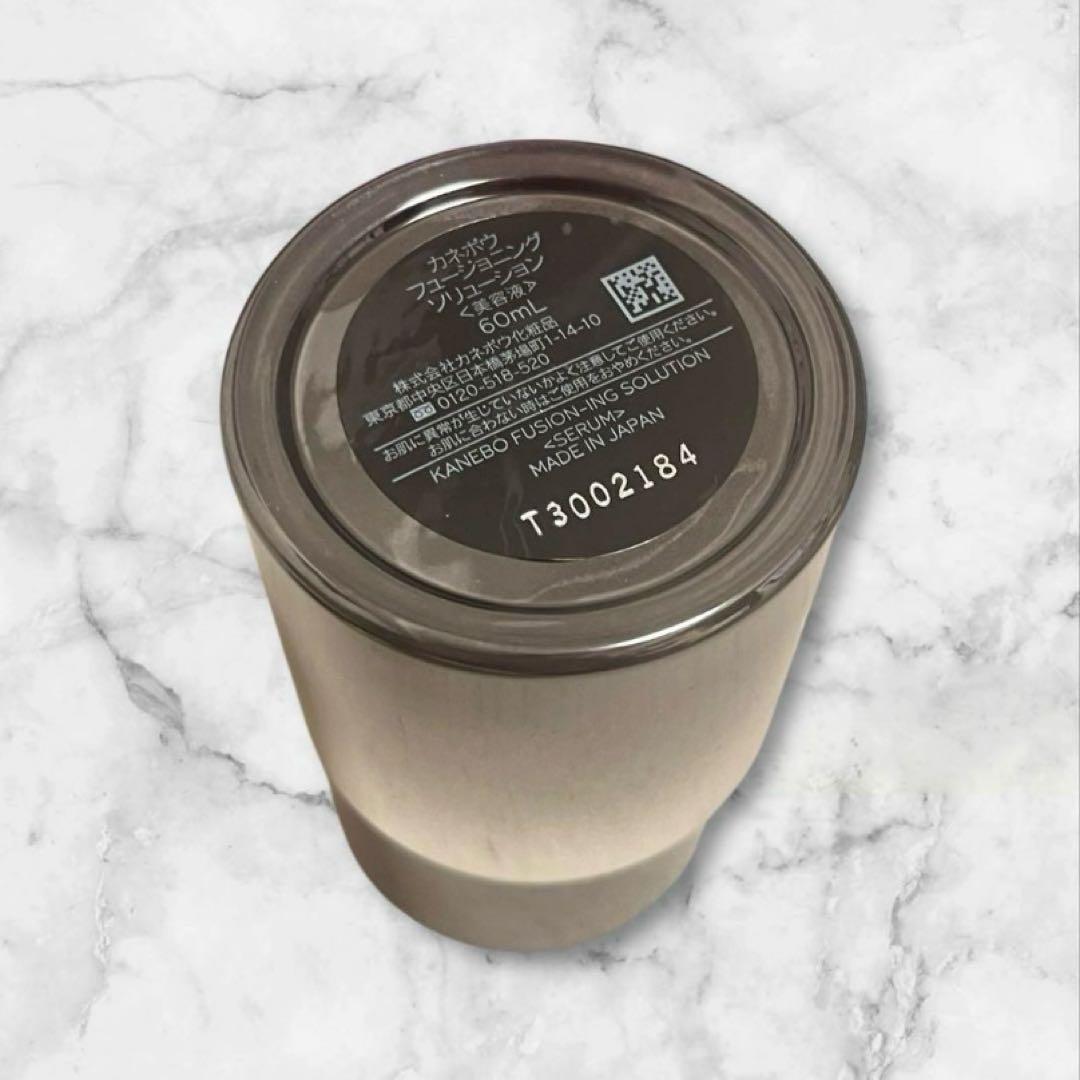 カネボウ
フュージョニング
ソリューション
<美容液>
60mL
株式会社カネボウ化粧品
東京都中央区日本橋茅場町1-14-10
0120-518-520
お肌に異常が生じていないかよく注意してご使用ください。
お肌に合わない時はご使用をおやめください。
KANEBO FUSION-ING SOLUTION
<SERUM>
MADE IN JAPAN
T3002184